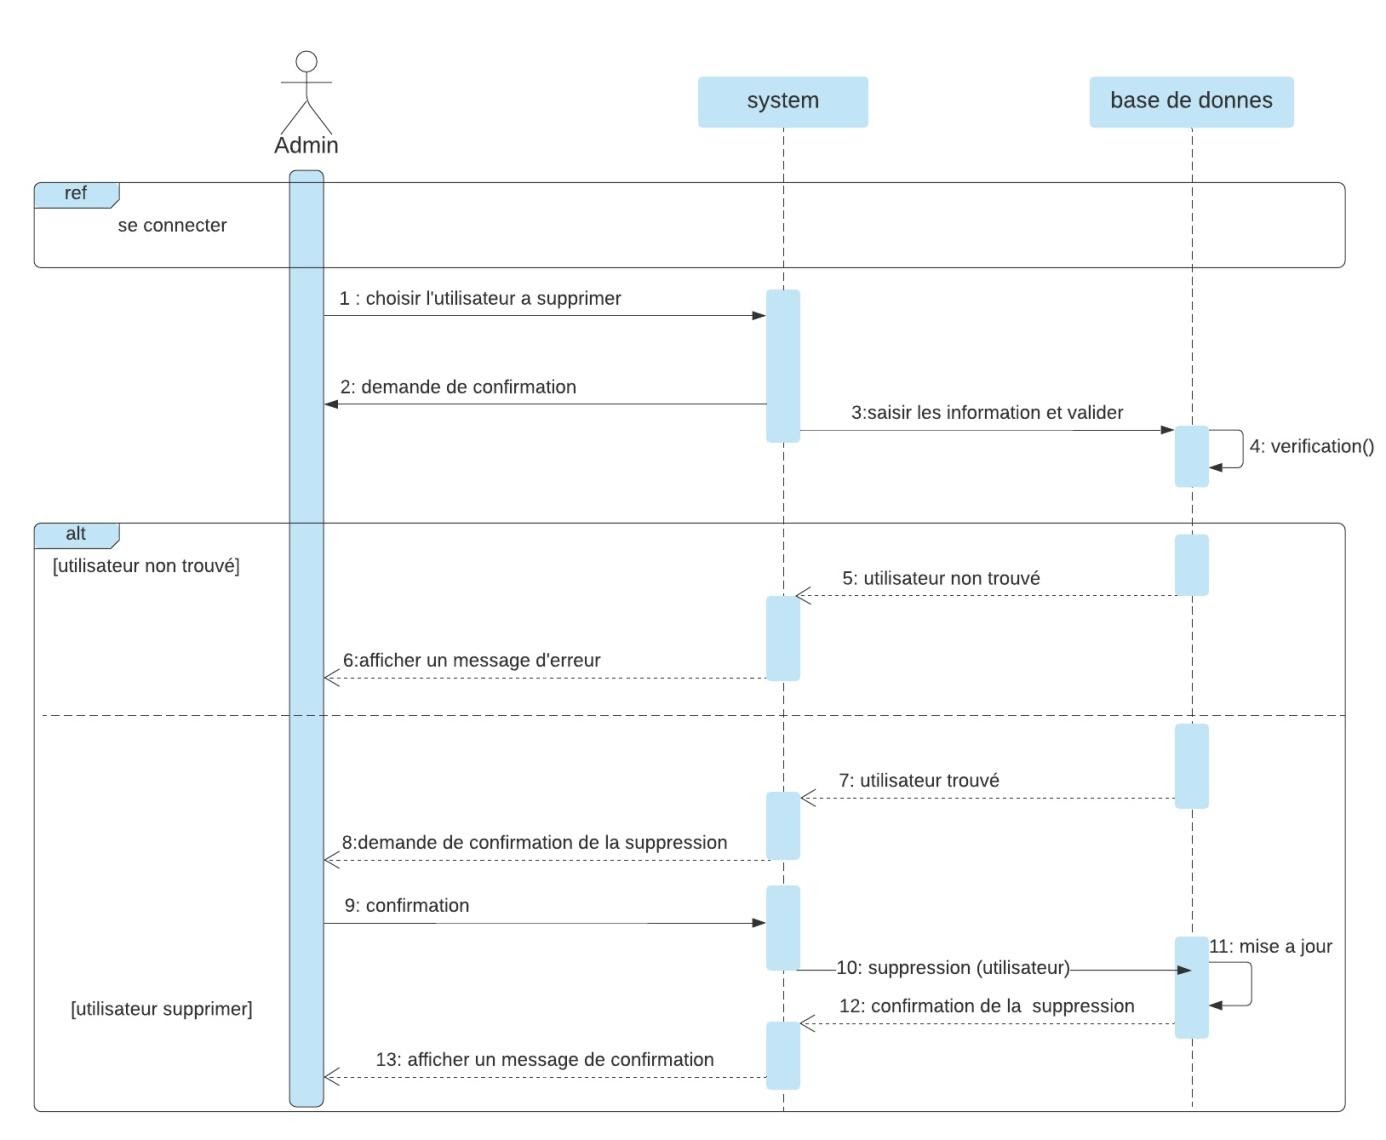 Admin
system
base de donnes
ref
se connecter
1 : choisir l'utilisateur a supprimer
2: demande de confirmation
3:saisir les information et valider
4: verification()
alt
[utilisateur non trouvé]
5: utilisateur non trouvé
6:afficher un message d'erreur
7: utilisateur trouvé
8:demande de confirmation de la suppression
9: confirmation
11: mise a jour
10: suppression (utilisateur)
[utilisateur supprimer]
12: confirmation de la  suppression
13: afficher un message de confirmation